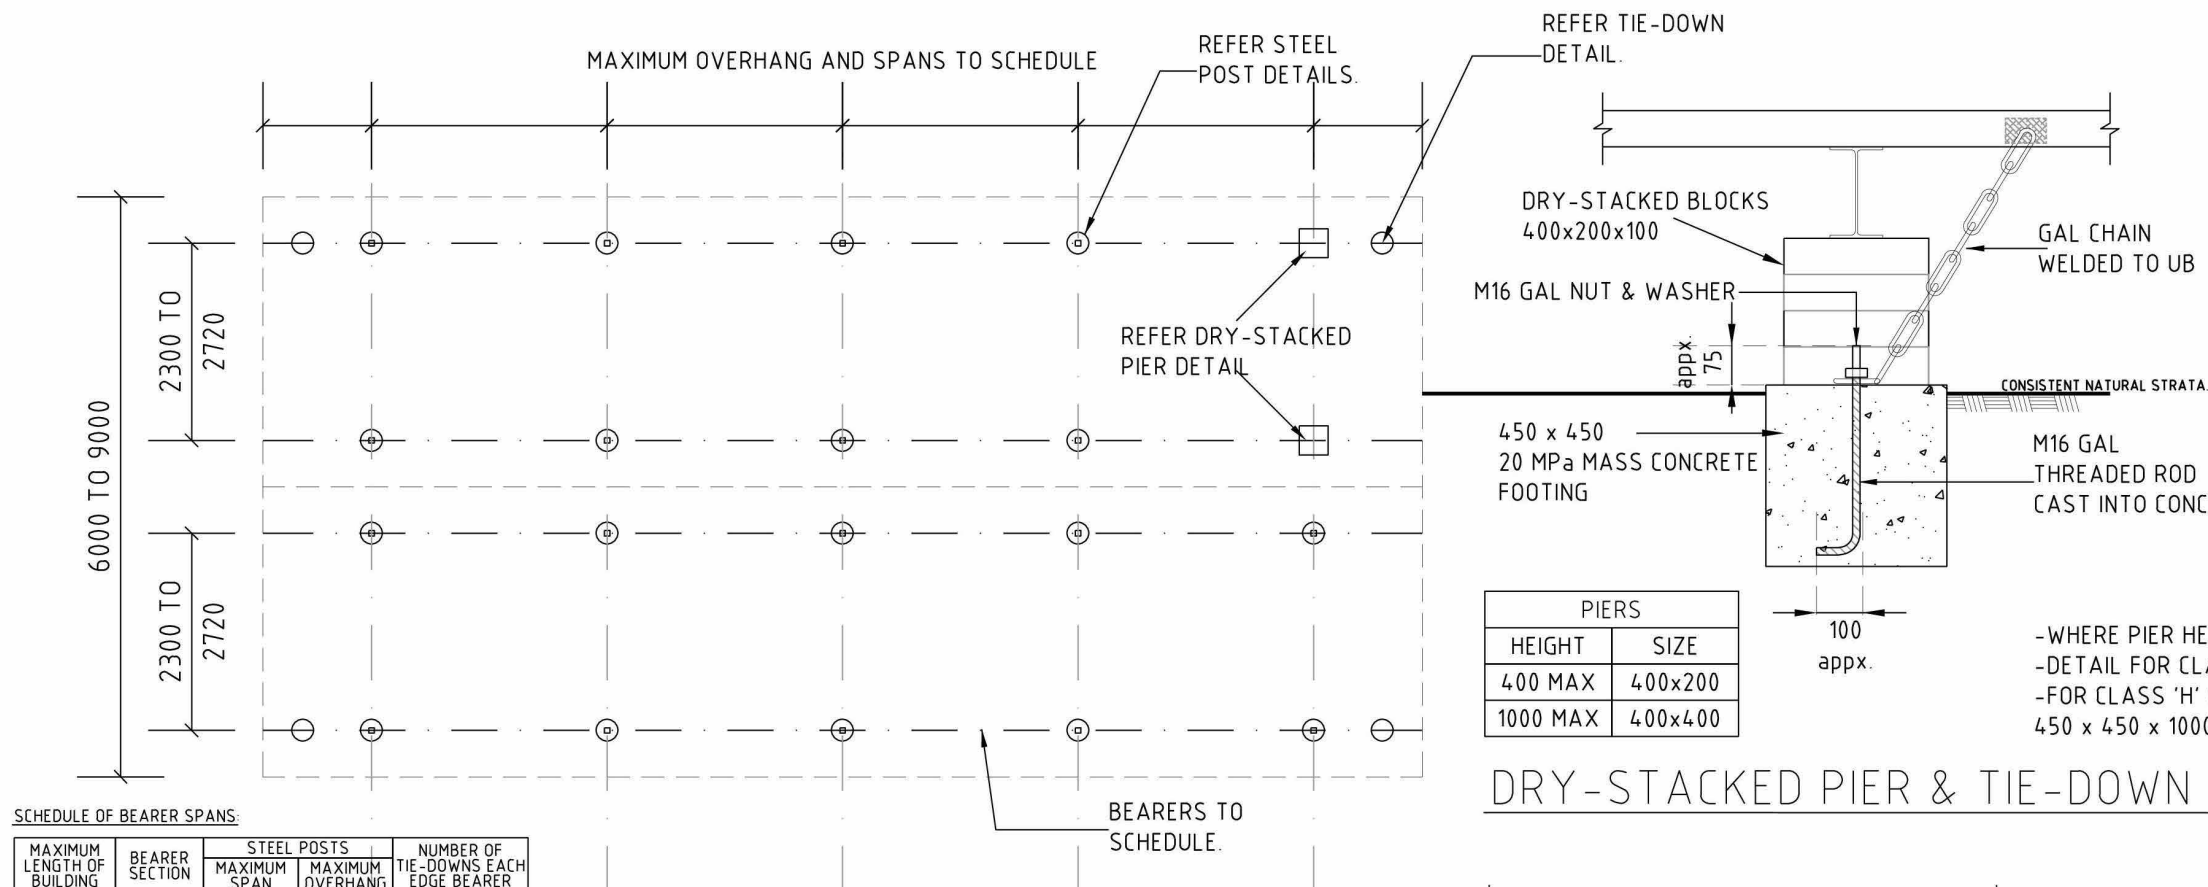 MAXIMUM OVERHANG AND SPANS TO SCHEDULE
REFER STEEL
POST DETAILS.
REFER TIE-DOWN
DETAIL.
6000 TO 9000
2300 TO
2720
2300 TO
2720
REFER DRY-STACKED
PIER DETAIL
BEARERS TO
SCHEDULE.
DRY-STACKED BLOCKS
400x200x100
M16 GAL NUT & WASHER
appx.
75
GAL CHAIN
WELDED TO UB
CONSISTENT NATURAL STRATA.
450 x 450
20 MPa MASS CONCRETE
FOOTING
M16 GAL
THREADED ROD
CAST INTO CONC
100
appx.
PIERS
HEIGHT SIZE
400 MAX 400x200
1000 MAX 400x400
-WHERE PIER HE
-DETAIL FOR CLA
-FOR CLASS 'H'
450 x 450 x 1000
DRY-STACKED PIER & TIE-DOWN
SCHEDULE OF BEARER SPANS:
MAXIMUM
LENGTH OF
BUILDING
BEARER
SECTION
STEEL POSTS
MAXIMUM
SPAN
MAXIMUM
OVERHANG
NUMBER OF
TIE-DOWNS EACH
EDGE BEARER